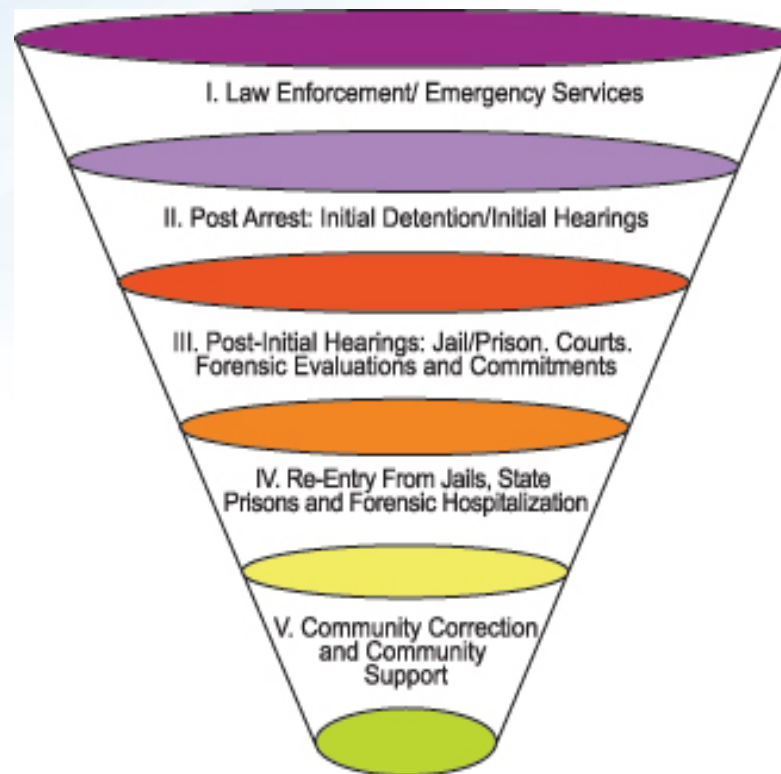 I. Law Enforcement/ Emergency Services
II. Post Arrest: Initial Detention/Initial Hearings
III. Post-Initial Hearings: Jail/Prison. Courts.
Forensic Evaluations and Commitments
IV. Re-Entry From Jails, State
Prisons and Forensic Hospitalization
V. Community Correction
and Community
Support